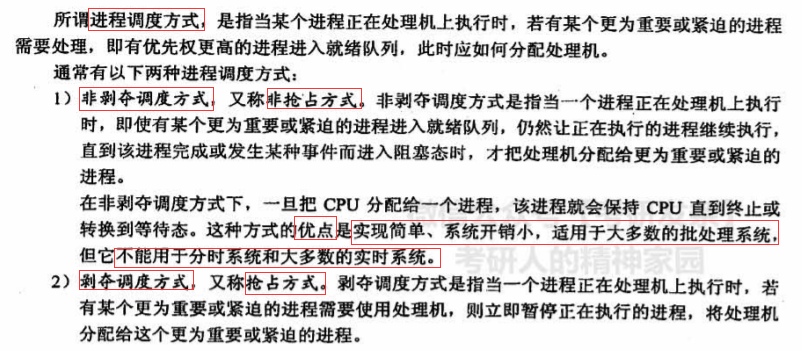 所谓进程调度方式，是指当某个进程正在处理机上执行时，若有某个更为重要或紧迫的进程
需要处理，即有优先权更高的进程进入就绪队列，此时应如何分配处理机。
通常有以下两种进程调度方式：
1）非剥夺调度方式，又称非抢占方式。非剥夺调度方式是指当一个进程正在处理机上执行
时，即使有某个更为重要或紧迫的进程进入就绪队列，仍然让正在执行的进程继续执行，
直到该进程完成或发生某种事件而进入阻塞态时，才把处理机分配给更为重要或紧迫的
进程。
在非剥夺调度方式下，一旦把 CPU 分配给一个进程，该进程就会保持 CPU 直到终止或
转换到等待态。这种方式的优点是实现简单、系统开销小，适用于大多数的批处理系统，
但它不能用于分时系统和大多数的实时系统。
考研人的精神家园
2）剥夺调度方式，又称抢占方式。剥夺调度方式是指当一个进程正在处理机上执行时，若
有某个更为重要或紧迫的进程需要使用处理机，则立即暂停正在执行的进程，将处理机
分配给这个更为重要或紧迫的进程。